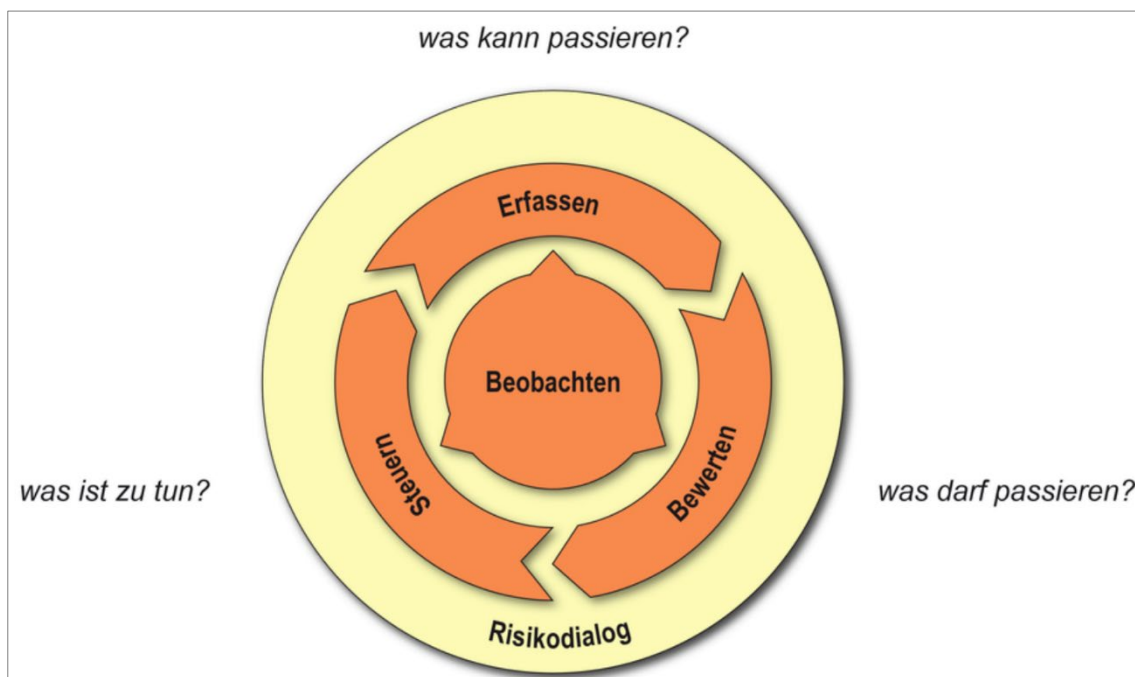 was kann passieren?
Erfassen
Beobachten
Steuern
Bewerten
was ist zu tun?
was darf passieren?
Risikodialog